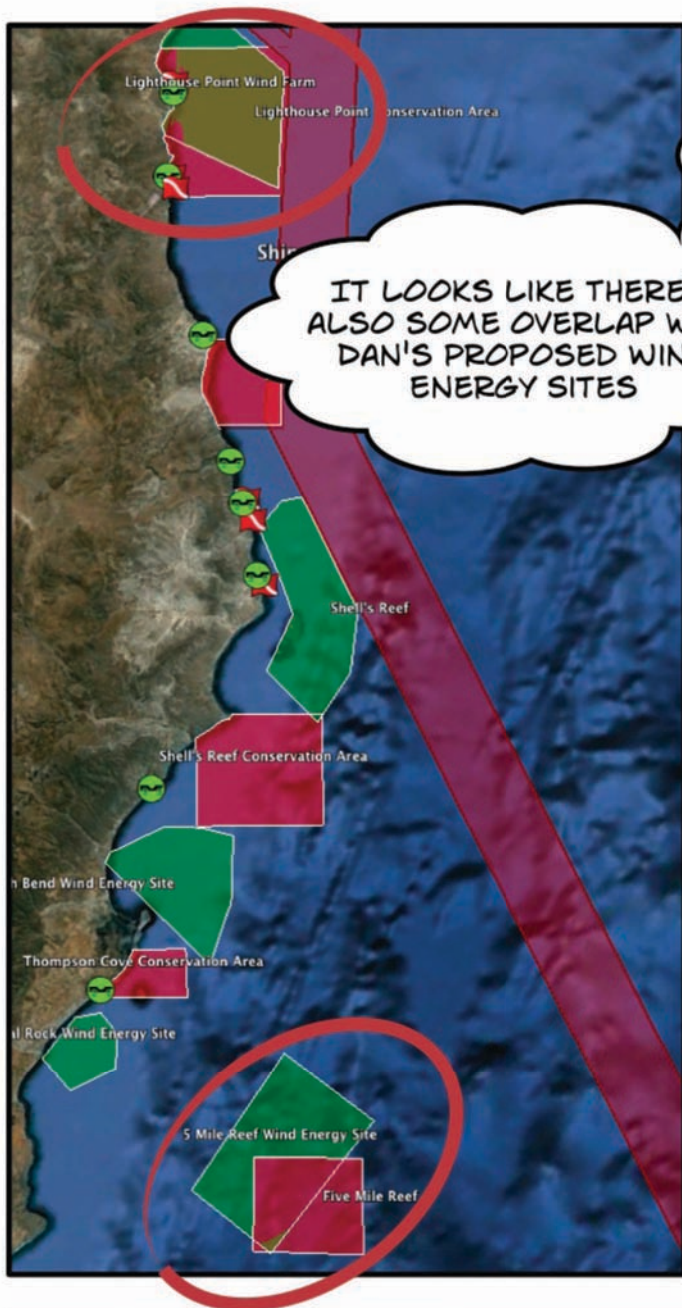 Lighthouse Point Wind Farm
Lighthouse Point Conservation Area
IT LOOKS LIKE THERE
ALSO SOME OVERLAP W
DAN'S PROPOSED WIN
ENERGY SITES
Shell's Reef
Shell's Reef Conservation Area
h Bend Wind Energy Site
Thompson Cove Conservation Area
al Rock Wind Energy Site
5 Mile Reef Wind Energy Site
Five Mile Reef